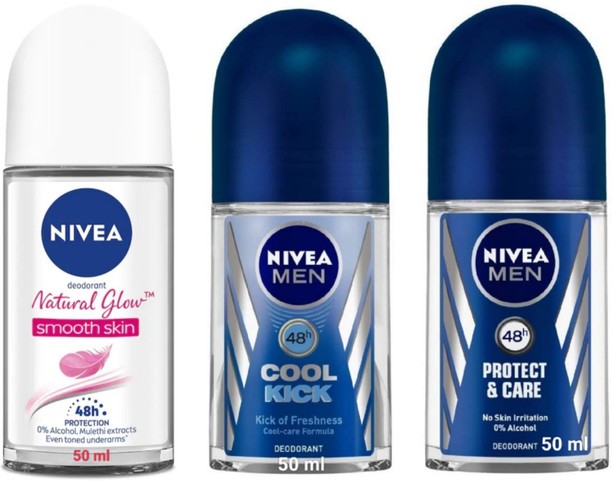 NIVEA
deodorant
Natural Glow™
smooth skin
48h
PROTECTION
0% Alcohol, Mulethi extracts
Even toned underarms*
50 ml
NIVEA
MEN
48h
COOL
KICK
Kick of Freshness
Cool-care Formula
DEODORANT
50 ml
NIVEA
MEN
48h
PROTECT
& CARE
No Skin Irritation
0% Alcohol
DEODORANT 50 ml